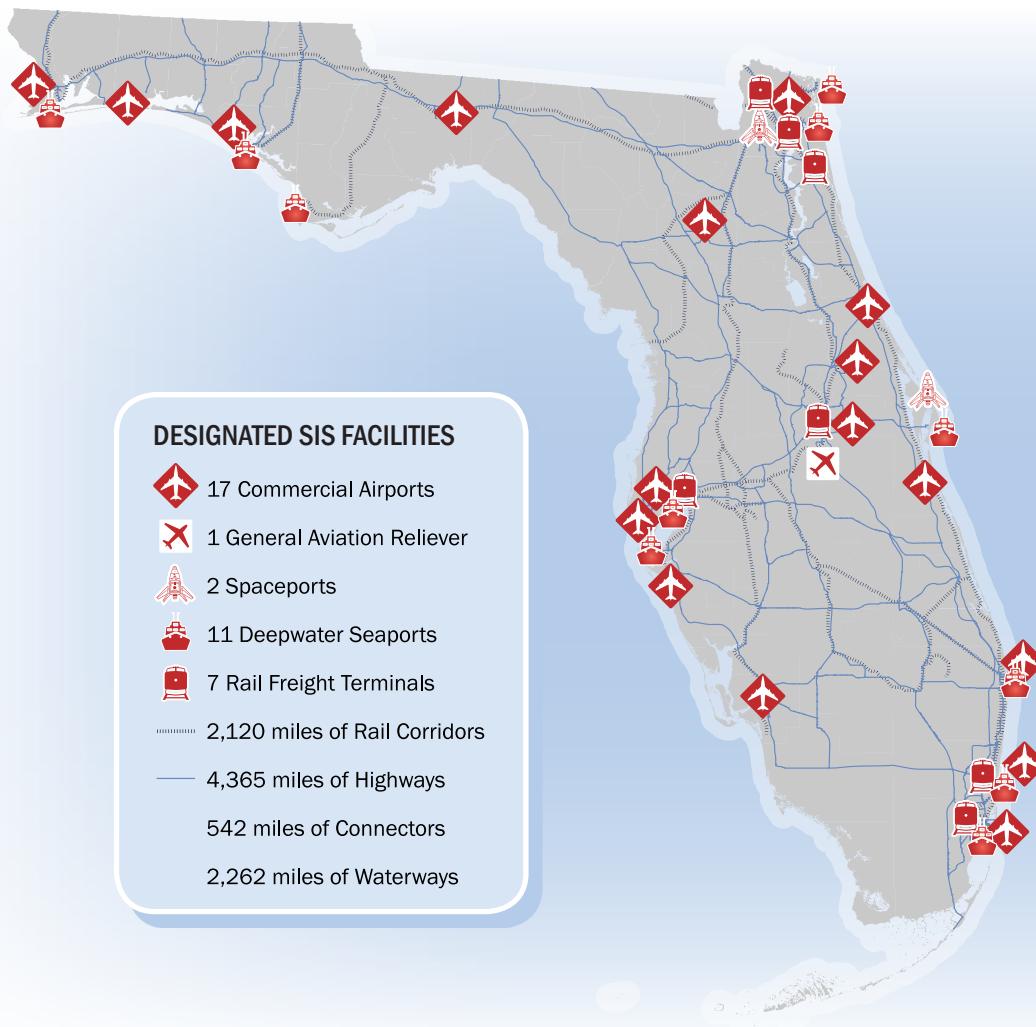 DESIGNATED SIS FACILITIES
17 Commercial Airports
1 General Aviation Reliever
2 Spaceports
11 Deepwater Seaports
7 Rail Freight Terminals
2,120 miles of Rail Corridors
4,365 miles of Highways
542 miles of Connectors
2,262 miles of Waterways